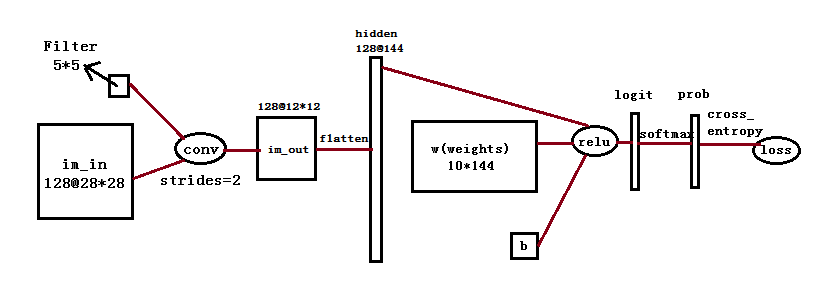 Filter
5*5
im_in
128@28*28
conv
strides=2
128@12*12
im_out
flatten
hidden
128@144
w(weights)
10*144
b
relu
logit
softmax
prob
cross_
entropy
loss